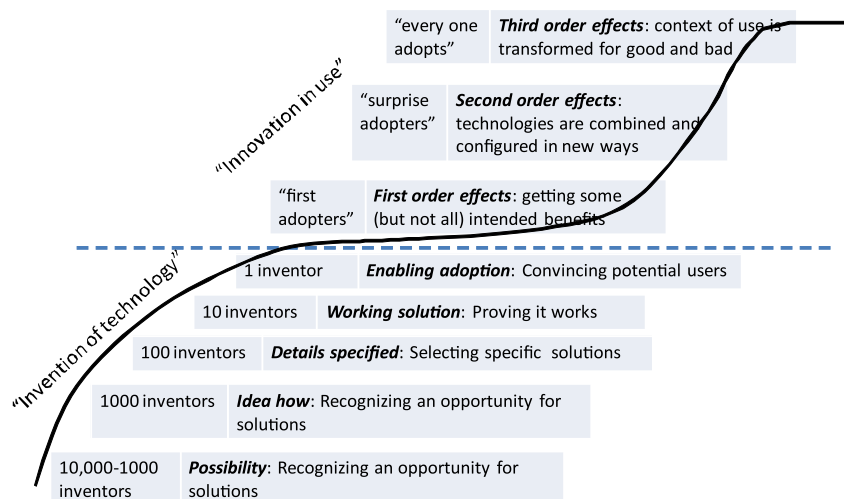 “every one
adopts”
Third order effects: context of use is
transformed for good and bad
“Innovation in use”
“surprise
adopters”
Second order effects:
technologies are combined and
configured in new ways
“first
adopters”
First order effects: getting some
(but not all) intended benefits
“Invention of technology”
1 inventor
Enabling adoption: Convincing potential users
10 inventors
Working solution: Proving it works
100 inventors
Details specified: Selecting specific solutions
1000 inventors
Idea how: Recognizing an opportunity for
solutions
10,000-1000
inventors
Possibility: Recognizing an opportunity for
solutions